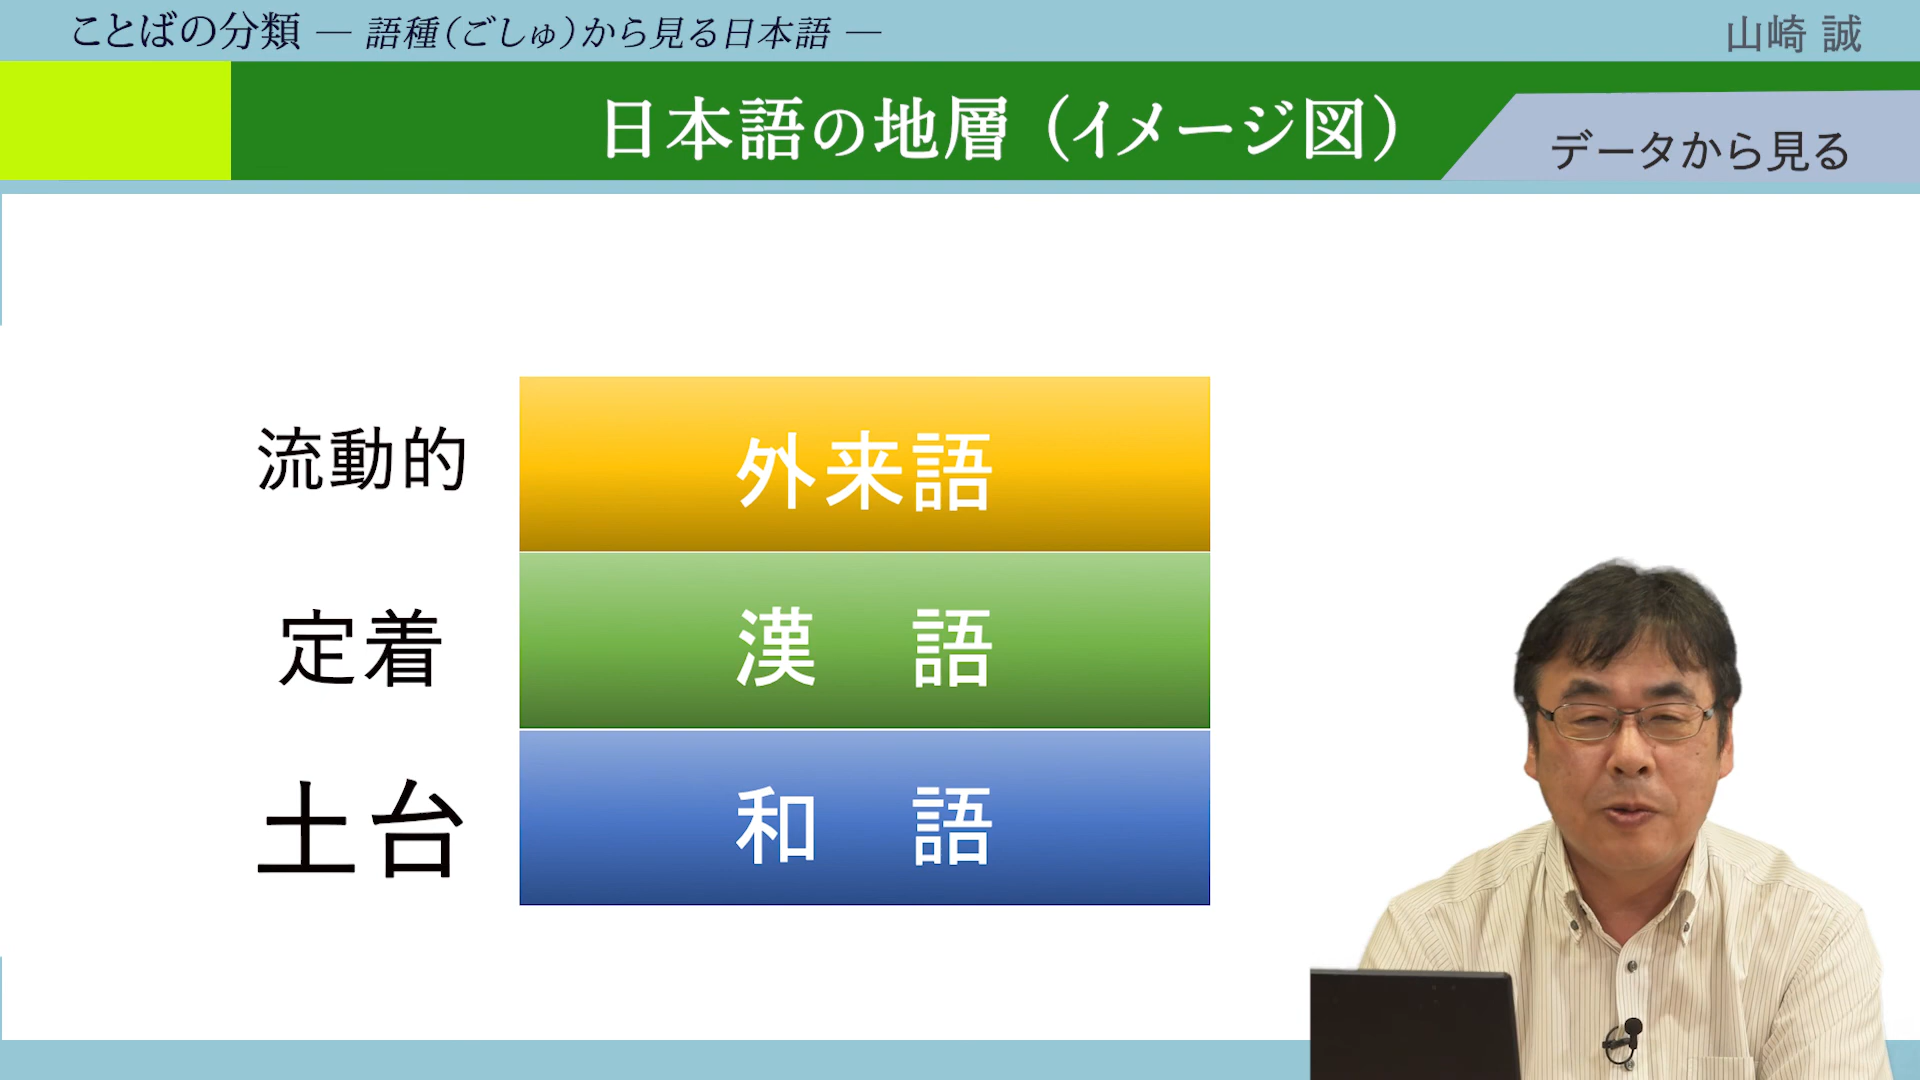 ことばの分類 ― 語種(ごしゅ)から見る日本語 ―
山崎 誠
日本語の地層（イメージ図）
データから見る
流動的
外来語
定着
漢　語
土台
和　語